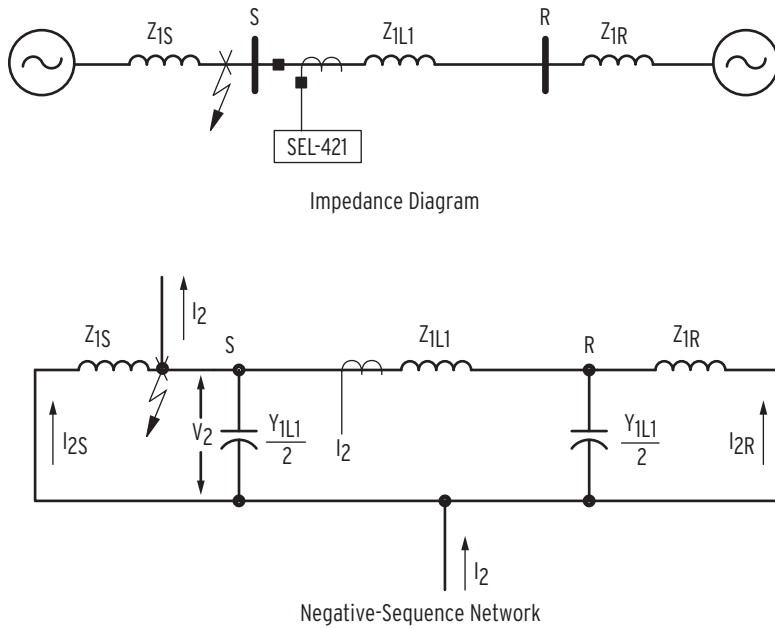 S R
Z1S Z1L1 Z1R
SEL-421
Impedance Diagram
I2
Z1S S Z1L1 R Z1R
I2S V2 Y1L1/2 I2 Y1L1/2 I2R
I2
Negative-Sequence Network